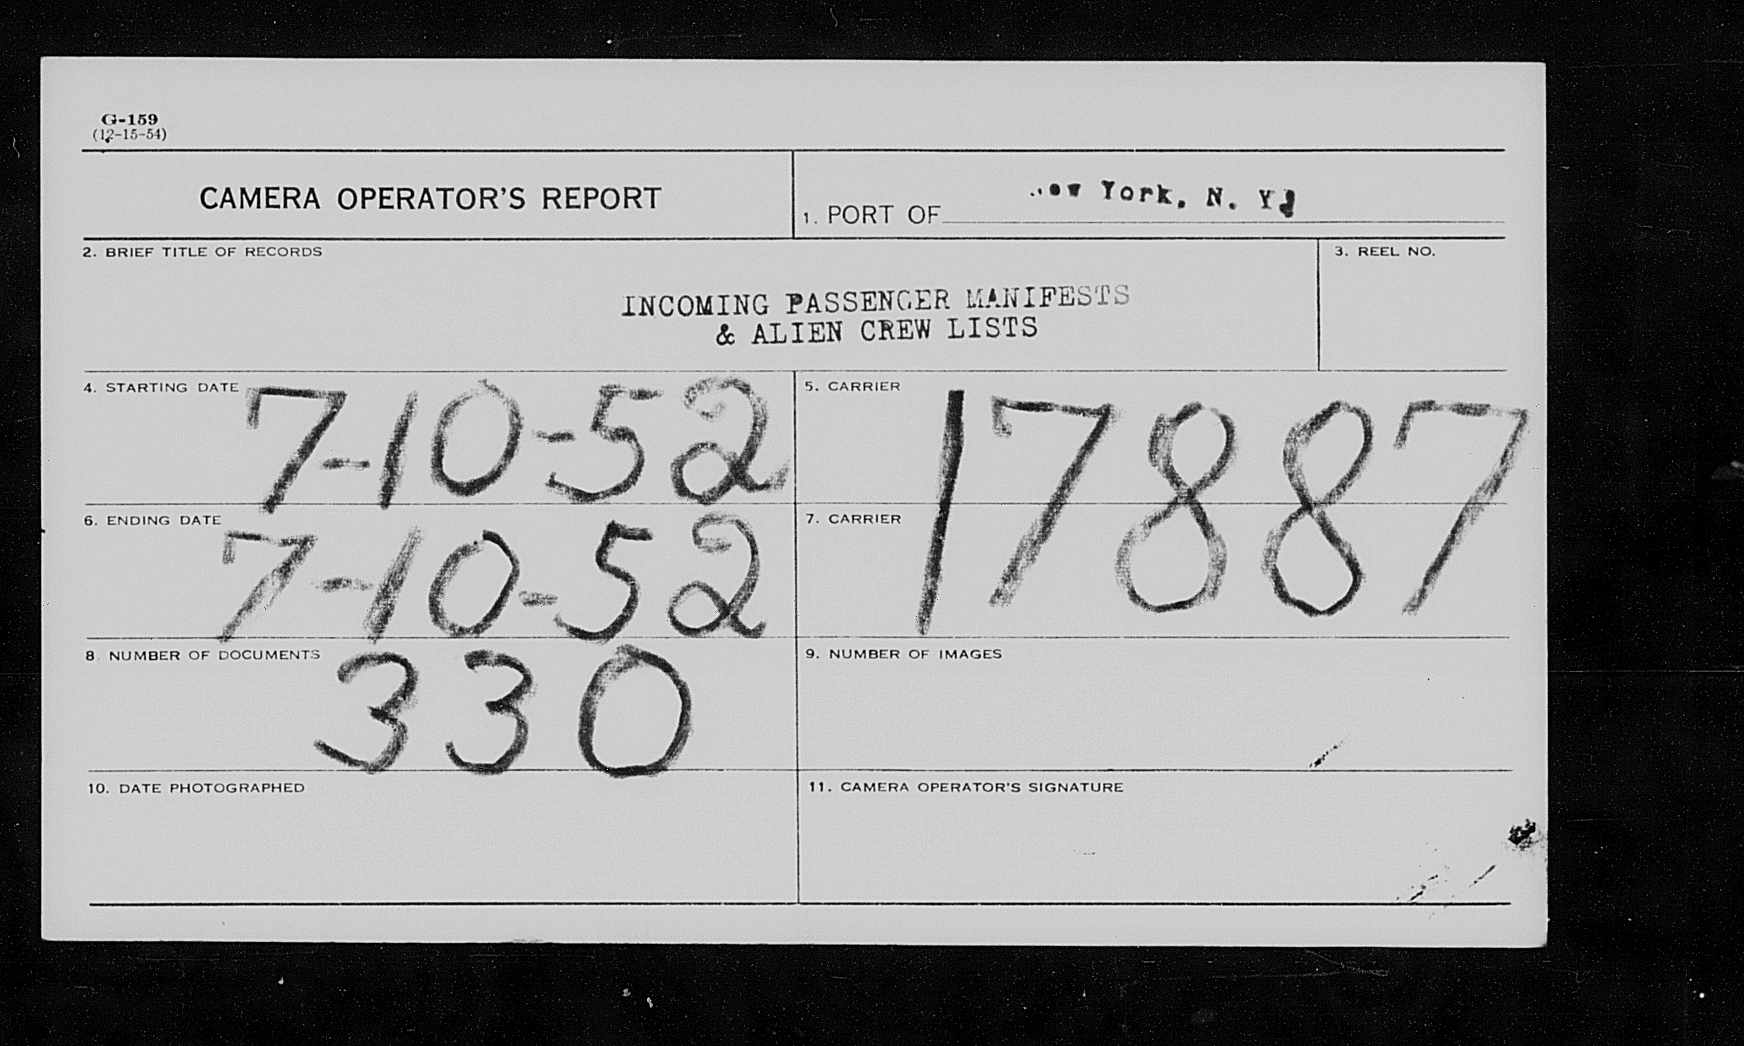 G-159
(12-15-54)
CAMERA OPERATOR'S REPORT
1. PORT OF New York, N. Y.
2. BRIEF TITLE OF RECORDS
3. REEL NO.
INCOMING PASSENGER MANIFESTS
& ALIEN CREW LISTS
4. STARTING DATE 7-10-52
5. CARRIER 17887
6. ENDING DATE 7-10-52
7. CARRIER
8. NUMBER OF DOCUMENTS 330
9. NUMBER OF IMAGES
10. DATE PHOTOGRAPHED
11. CAMERA OPERATOR'S SIGNATURE